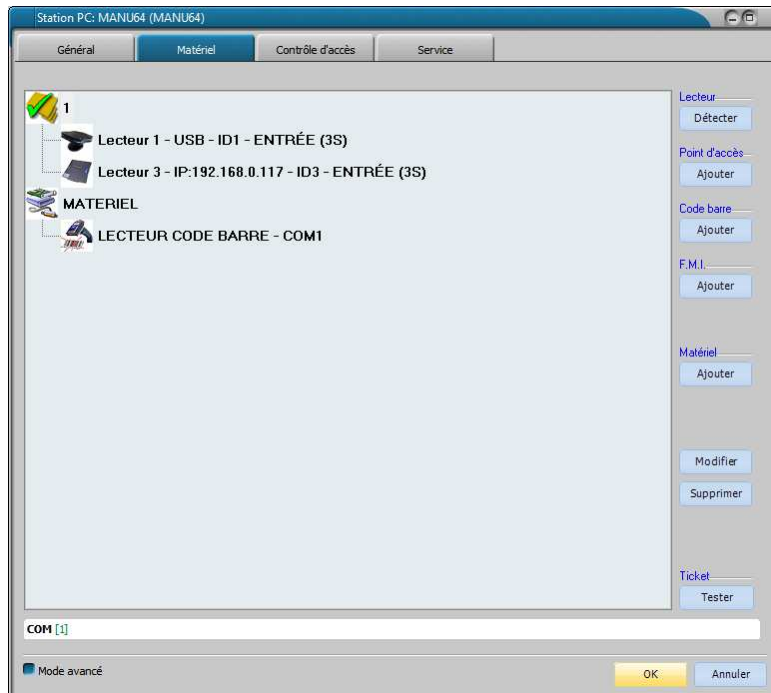 Station PC: MANU64 (MANU64)
Général
Matériel
Contrôle d'accès
Service
1
Lecteur 1 - USB - ID1 - ENTRÉE (3S)
Lecteur 3 - IP:192.168.0.117 - ID3 - ENTRÉE (3S)
MATERIEL
LECTEUR CODE BARRE - COM1
Lecteur
Détecter
Point d'accès
Ajouter
Code barre
Ajouter
F.M.I.
Ajouter
Matériel
Ajouter
Modifier
Supprimer
Ticket
Tester
COM [1]
Mode avancé
OK
Annuler